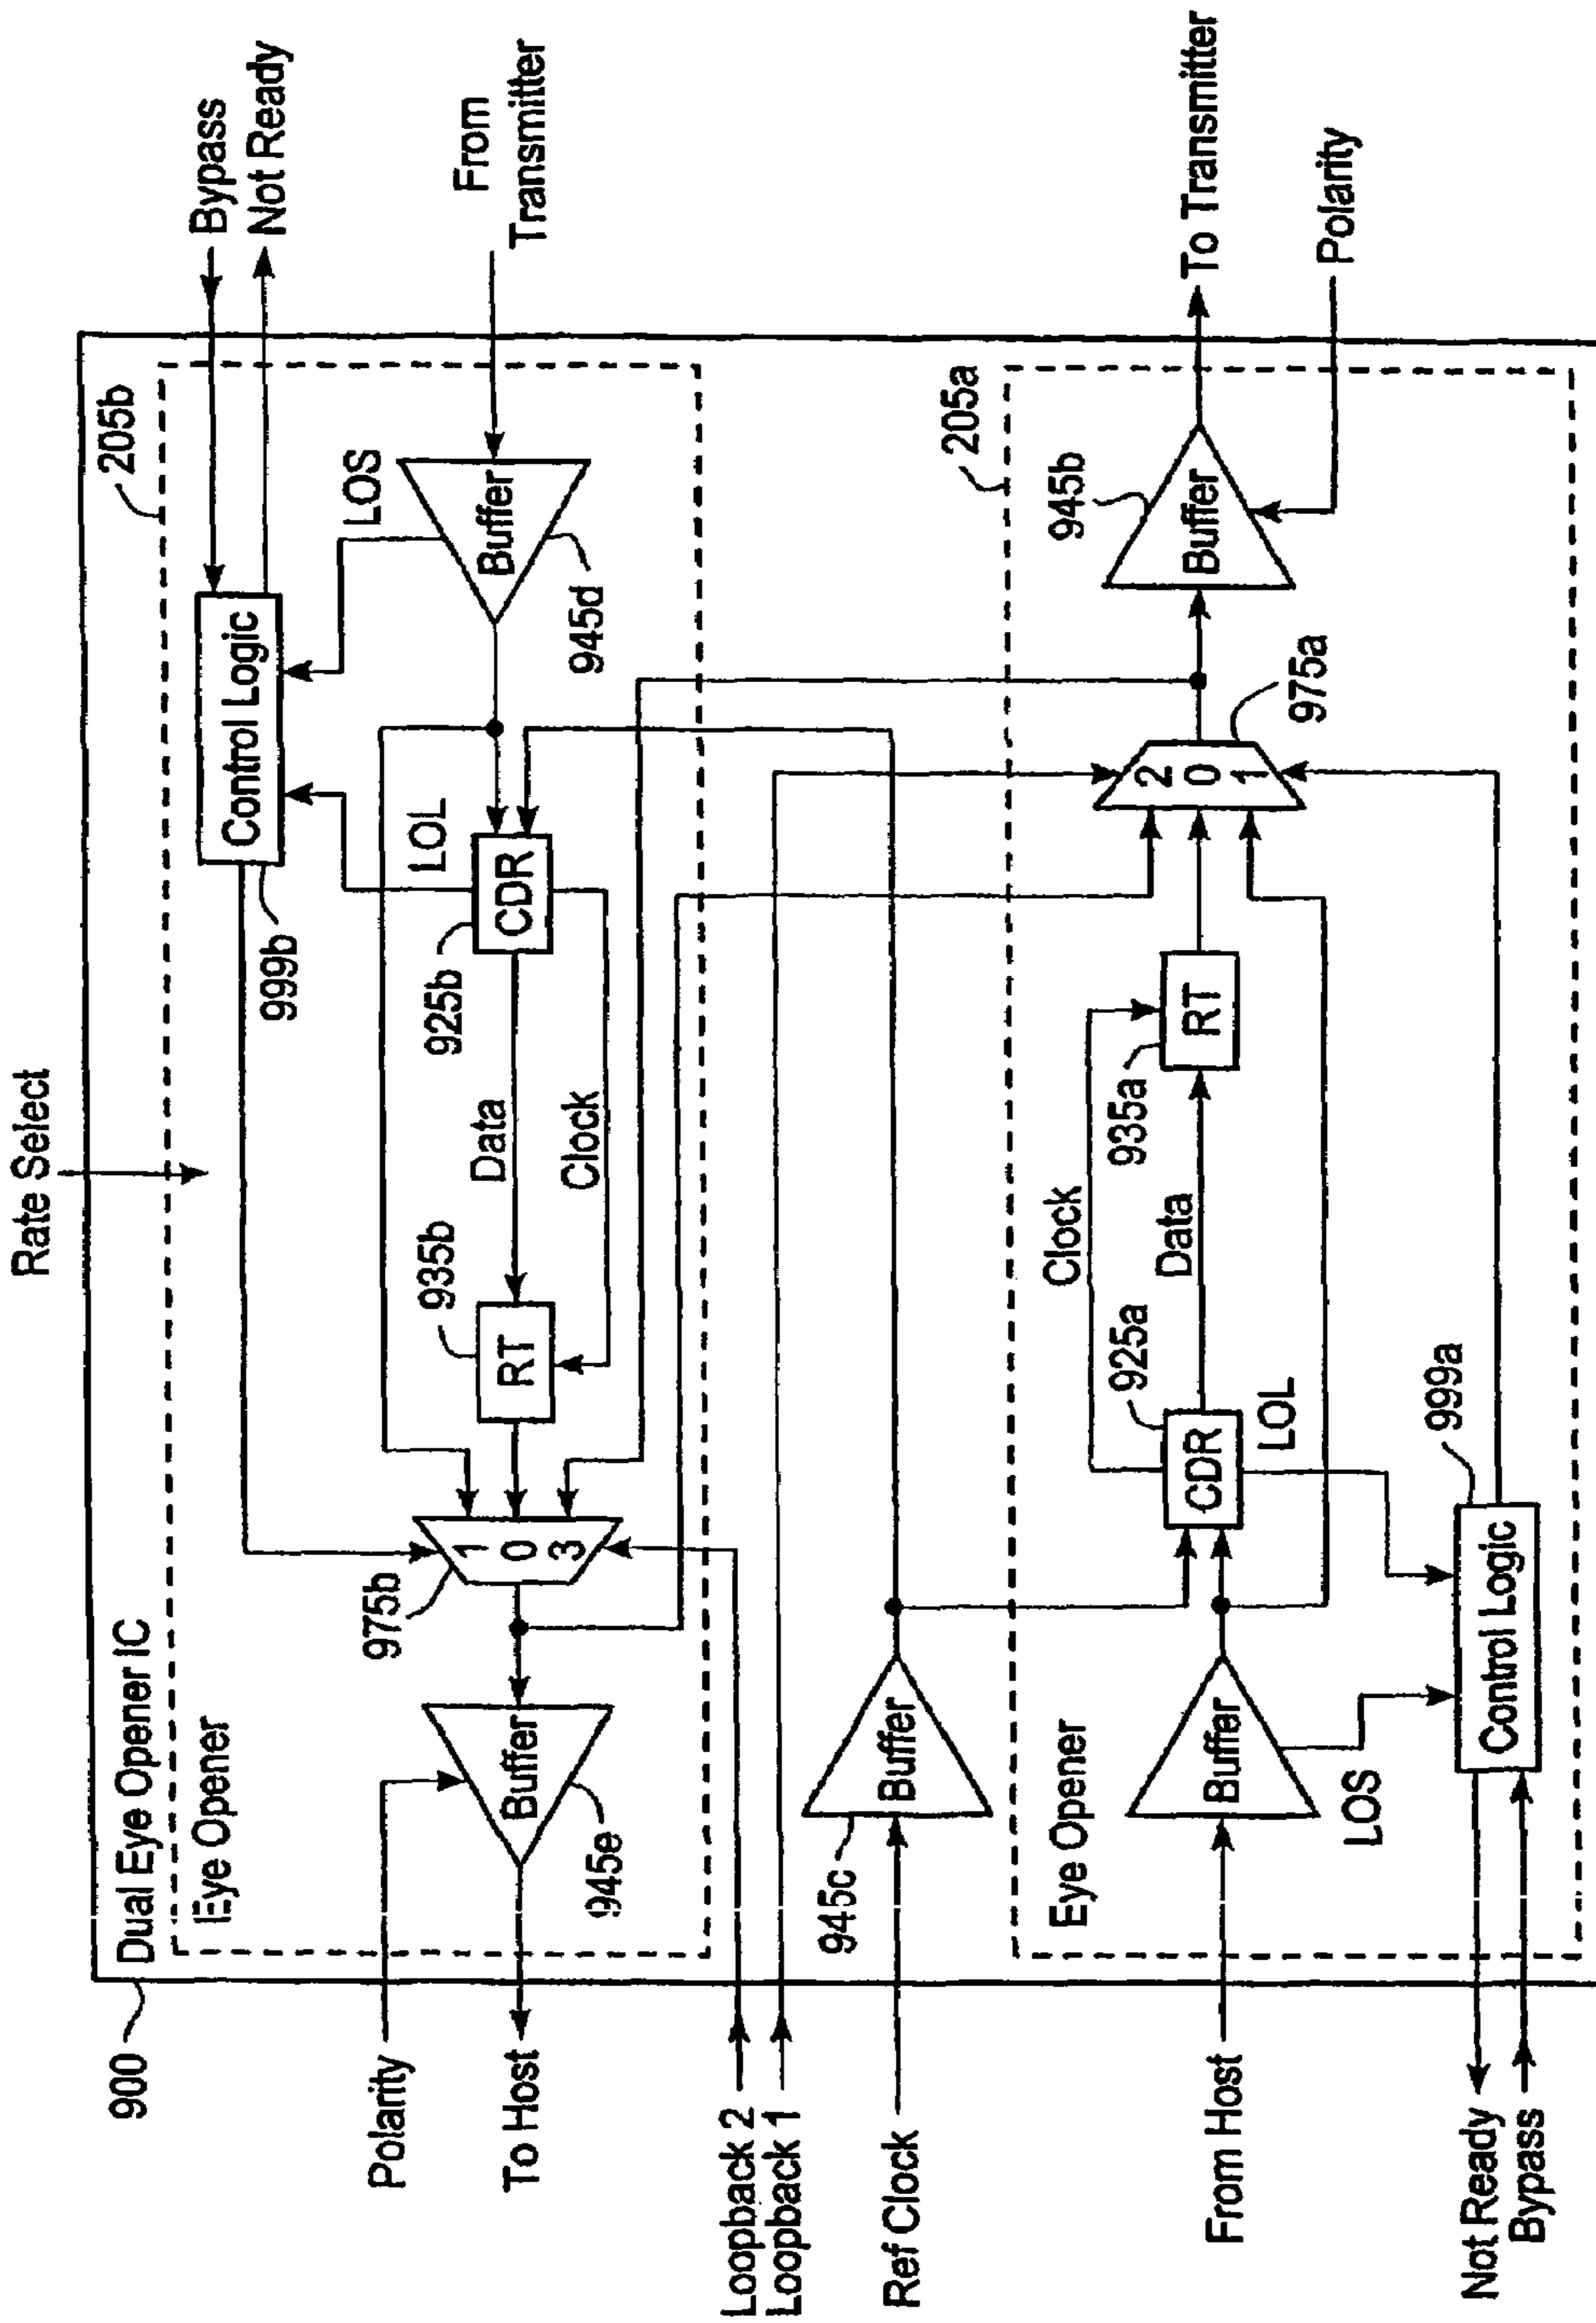 Rate Select
Dual Eye Opener IC
900
Eye Opener
205b
Bypass
Not Ready
Control Logic
999b
Polarity
To Host
Buffer
945e
975b
1
0
3
RT
935b
Data
Clock
CDR
925b
LOL
LOS
Buffer
945d
From
Transmitter
Loopback 2
Loopback 1
Ref Clock
Buffer
945c
Eye Opener
205a
From Host
Buffer
LOS
CDR
925a
LOL
Clock
Data
RT
935a
2
0
1
975a
Buffer
945b
To Transmitter
Polarity
Control Logic
999a
Not Ready
Bypass